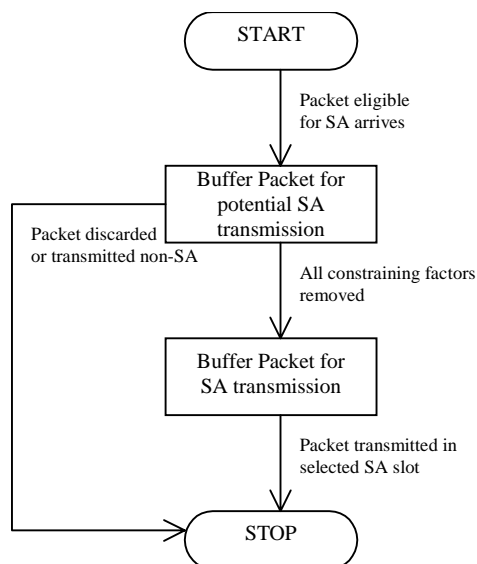 START
Packet eligible
for SA arrives
Buffer Packet for
potential SA
transmission
Packet discarded
or transmitted non-SA
All constraining factors
removed
Buffer Packet for
SA transmission
Packet transmitted in
selected SA slot
STOP